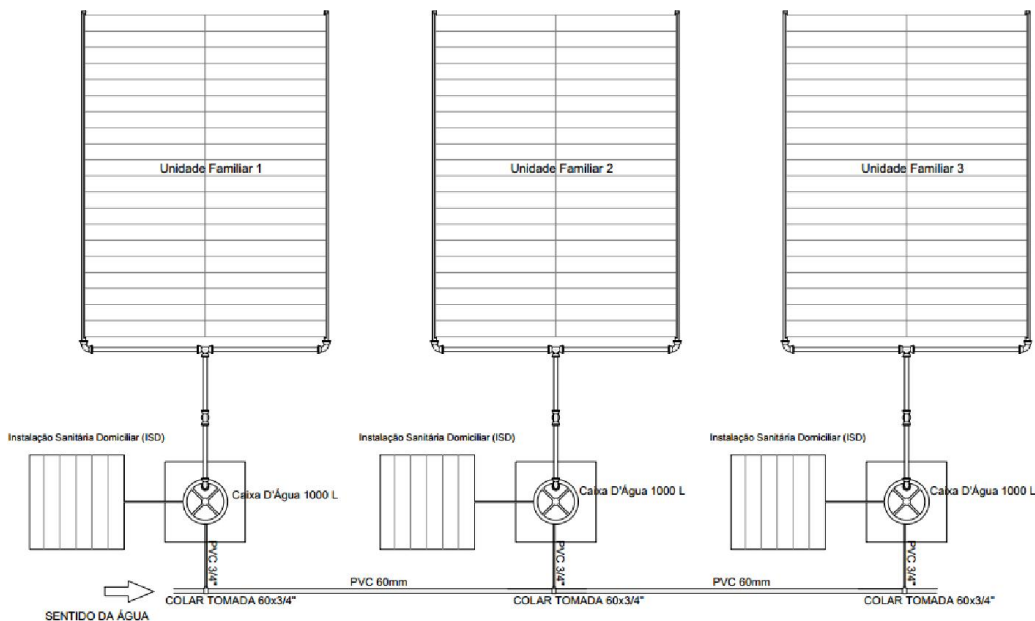 Unidade Familiar 1
Unidade Familiar 2
Unidade Familiar 3
Instalação Sanitária Domiciliar (ISD)
Instalação Sanitária Domiciliar (ISD)
Instalação Sanitária Domiciliar (ISD)
Caixa D'Água 1000 L
Caixa D'Água 1000 L
Caixa D'Água 1000 L
PVC 3/4"
PVC 3/4"
PVC 3/4"
PVC 60mm
PVC 60mm
COLAR TOMADA 60x3/4"
COLAR TOMADA 60x3/4"
COLAR TOMADA 60x3/4"
SENTIDO DA ÁGUA